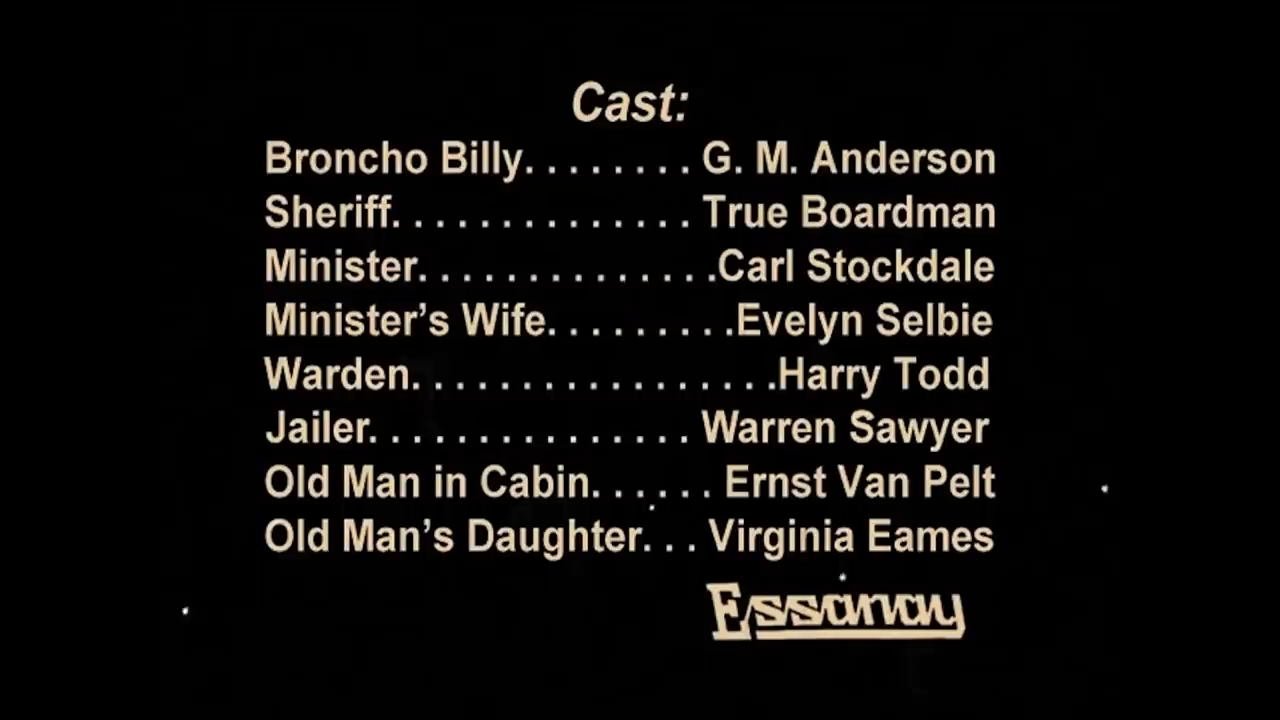 Cast:
Broncho Billy. . . . . . . . G. M. Anderson
Sheriff. . . . . . . . . . . . . . True Boardman
Minister. . . . . . . . . . . . . .Carl Stockdale
Minister’s Wife. . . . . . . . .Evelyn Selbie
Warden. . . . . . . . . . . . . . . . .Harry Todd
Jailer. . . . . . . . . . . . . . . Warren Sawyer
Old Man in Cabin. . . . . . Ernst Van Pelt
Old Man’s Daughter. . . Virginia Eames
Essanay